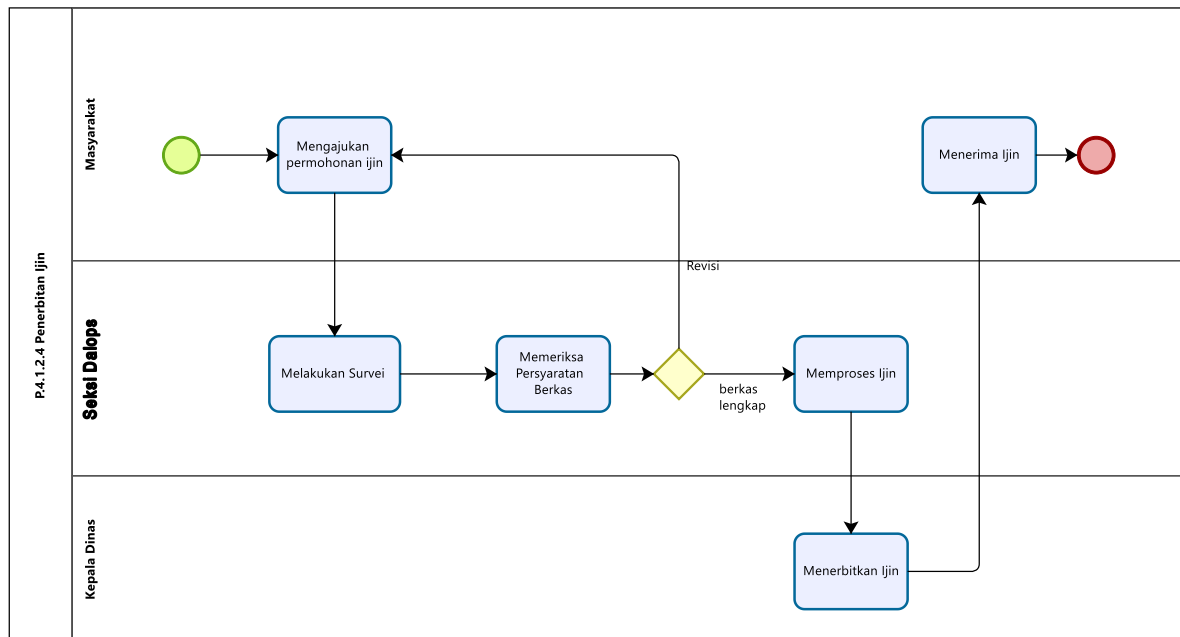 P.4.1.2.4 Penerbitan Ijin
Masyarakat
Mengajukan
permohonan ijin
Menerima Ijin
Revisi
Seksi Dalops
Melakukan Survei
Memeriksa
Persyaratan
Berkas
berkas
lengkap
Memproses Ijin
Kepala Dinas
Menerbitkan Ijin